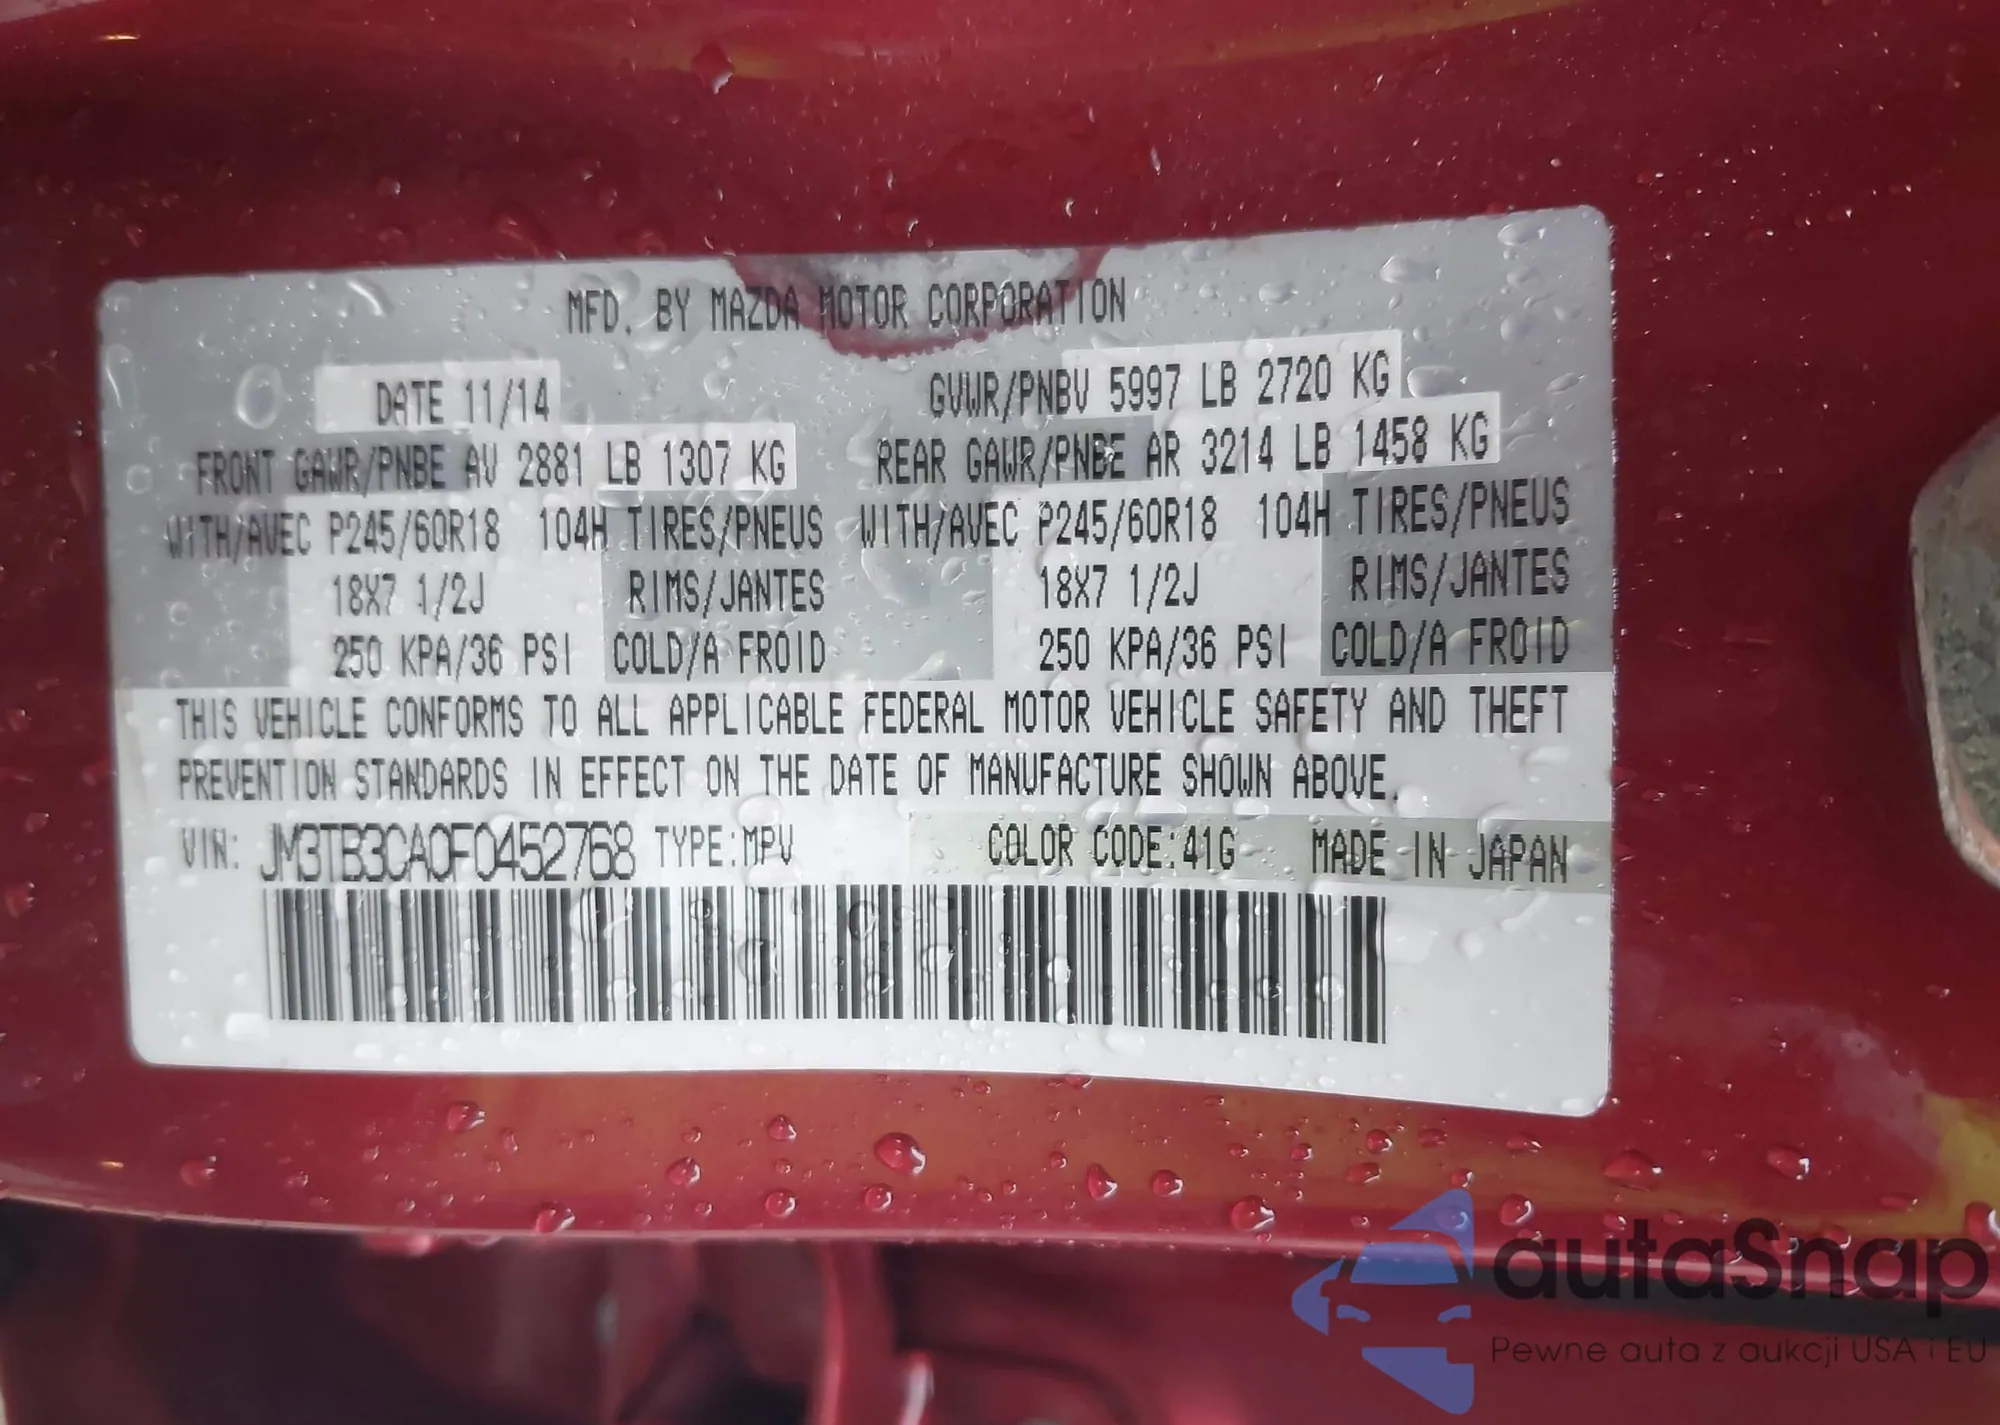 MFD. BY MAZDA MOTOR CORPORATION
DATE 11/14 GVWR/PNBV 5997 LB 2720 KG
FRONT GAWR/PNBE AV 2881 LB 1307 KG REAR GAWR/PNBE AR 3214 LB 1458 KG
WITH/AVEC P245/60R18 104H TIRES/PNEUS WITH/AVEC P245/60R18 104H TIRES/PNEUS
18X7 1/2J RIMS/JANTES 18X7 1/2J RIMS/JANTES
250 KPA/36 PSI COLD/A FROID 250 KPA/36 PSI COLD/A FROID
THIS VEHICLE CONFORMS TO ALL APPLICABLE FEDERAL MOTOR VEHICLE SAFETY AND THEFT
PREVENTION STANDARDS IN EFFECT ON THE DATE OF MANUFACTURE SHOWN ABOVE.
VIN: JM3TB3CA0F0452768 TYPE:MPV COLOR CODE:41G MADE IN JAPAN
autaSnap
Pewne auta z aukcji USA i EU